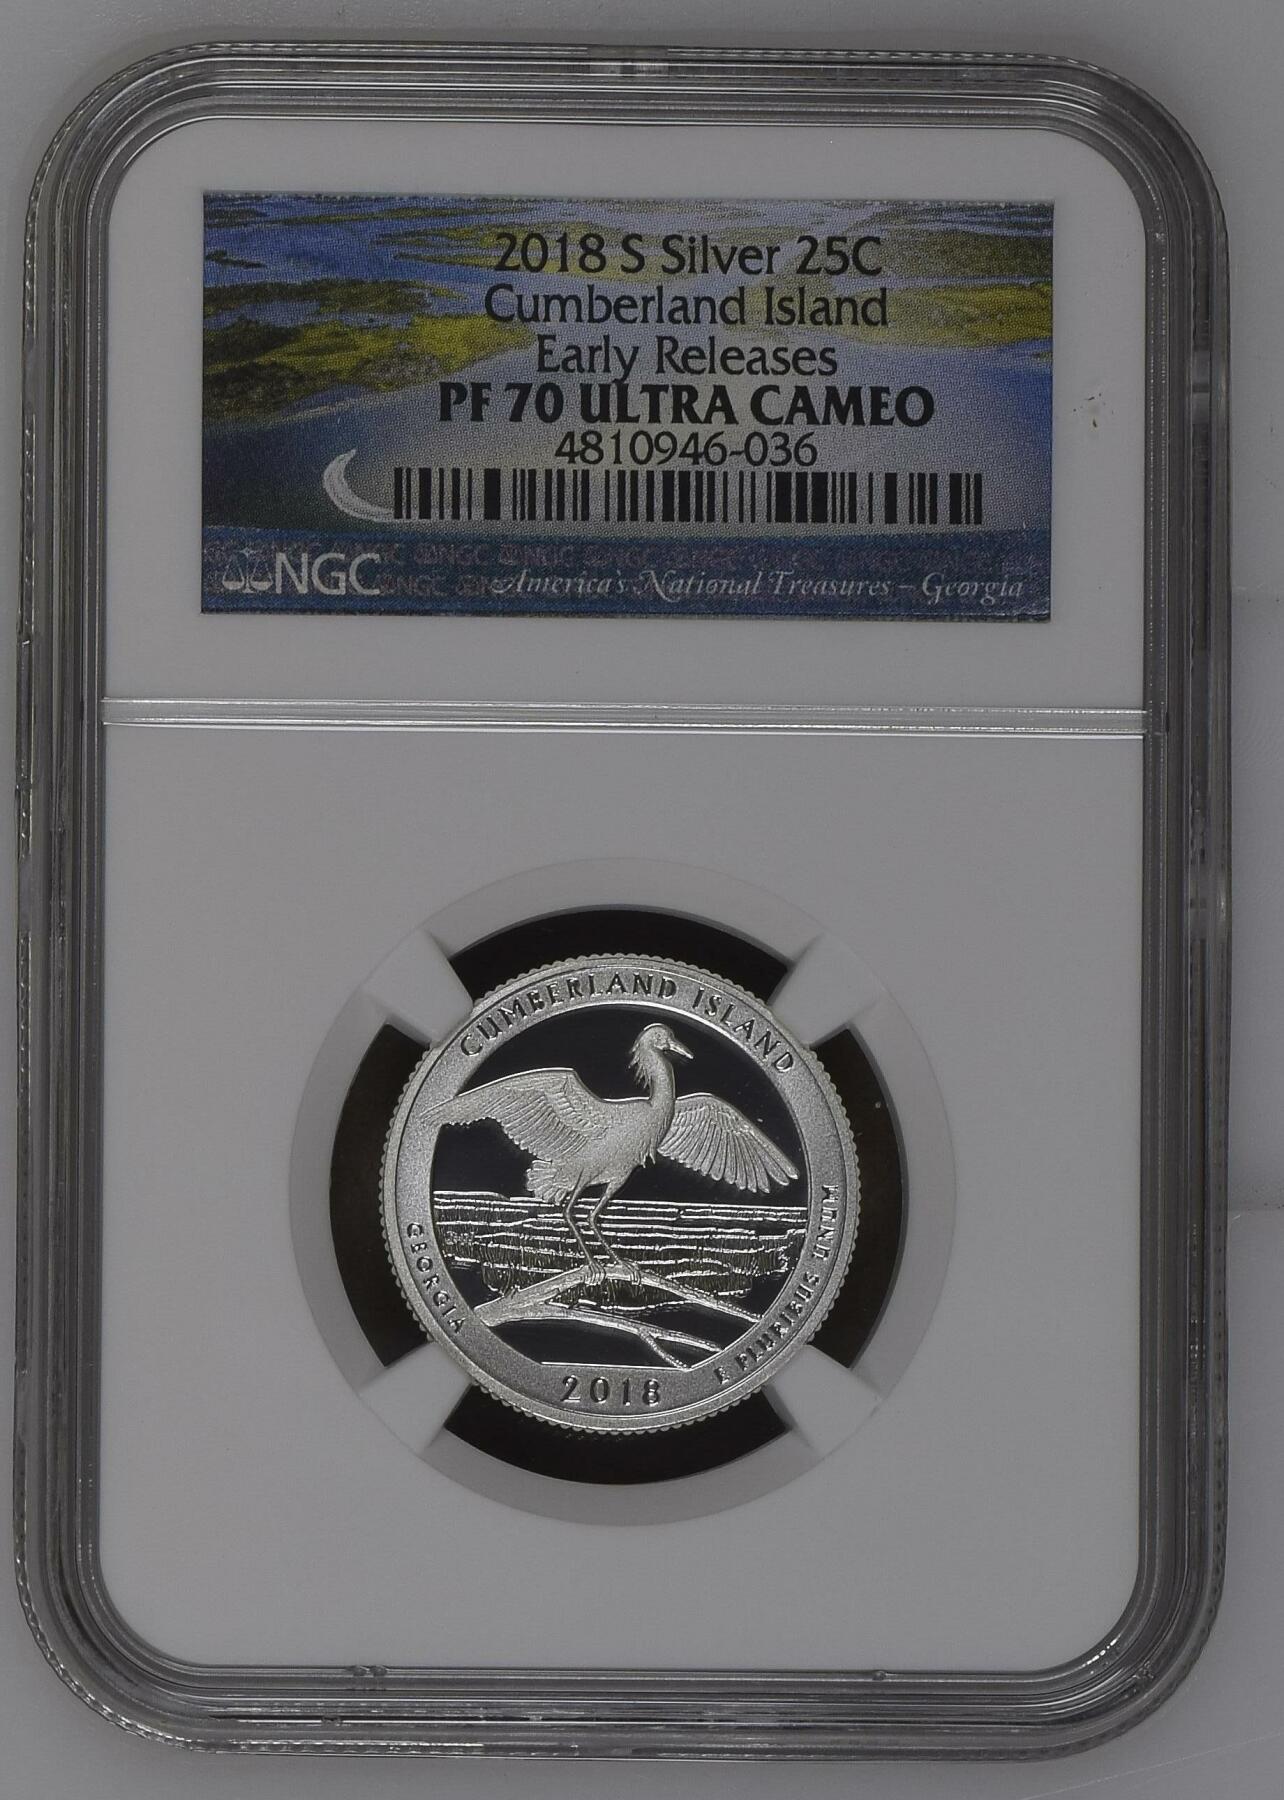 2018 S Silver 25C
Cumberland Island
Early Releases
PF 70 ULTRA CAMEO
4810946-036
NGC
America's National Treasures – Georgia
CUMBERLAND ISLAND
GEORGIA
2018
E PLURIBUS UNUM